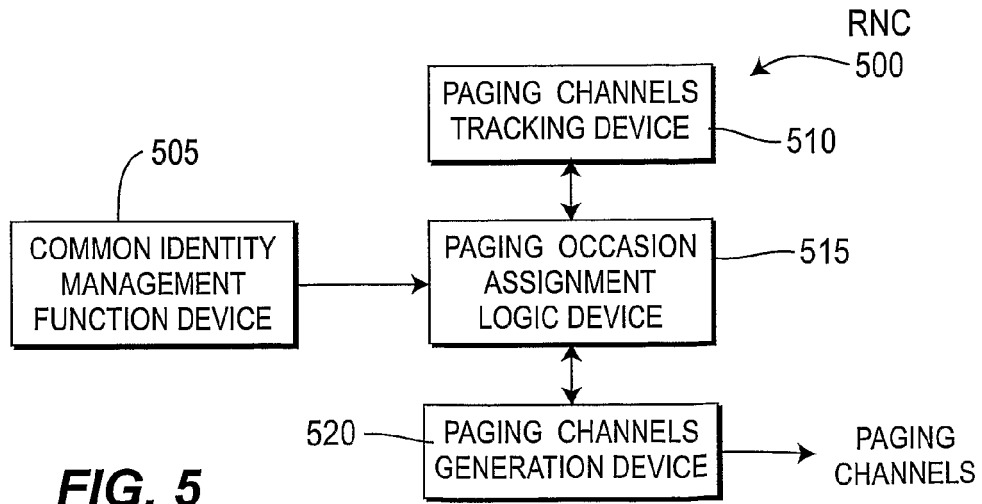 RNC
500
PAGING CHANNELS
TRACKING DEVICE
510
505
COMMON IDENTITY
MANAGEMENT
FUNCTION DEVICE
PAGING OCCASION
ASSIGNMENT
LOGIC DEVICE
515
520
PAGING CHANNELS
GENERATION DEVICE
PAGING
CHANNELS
FIG. 5